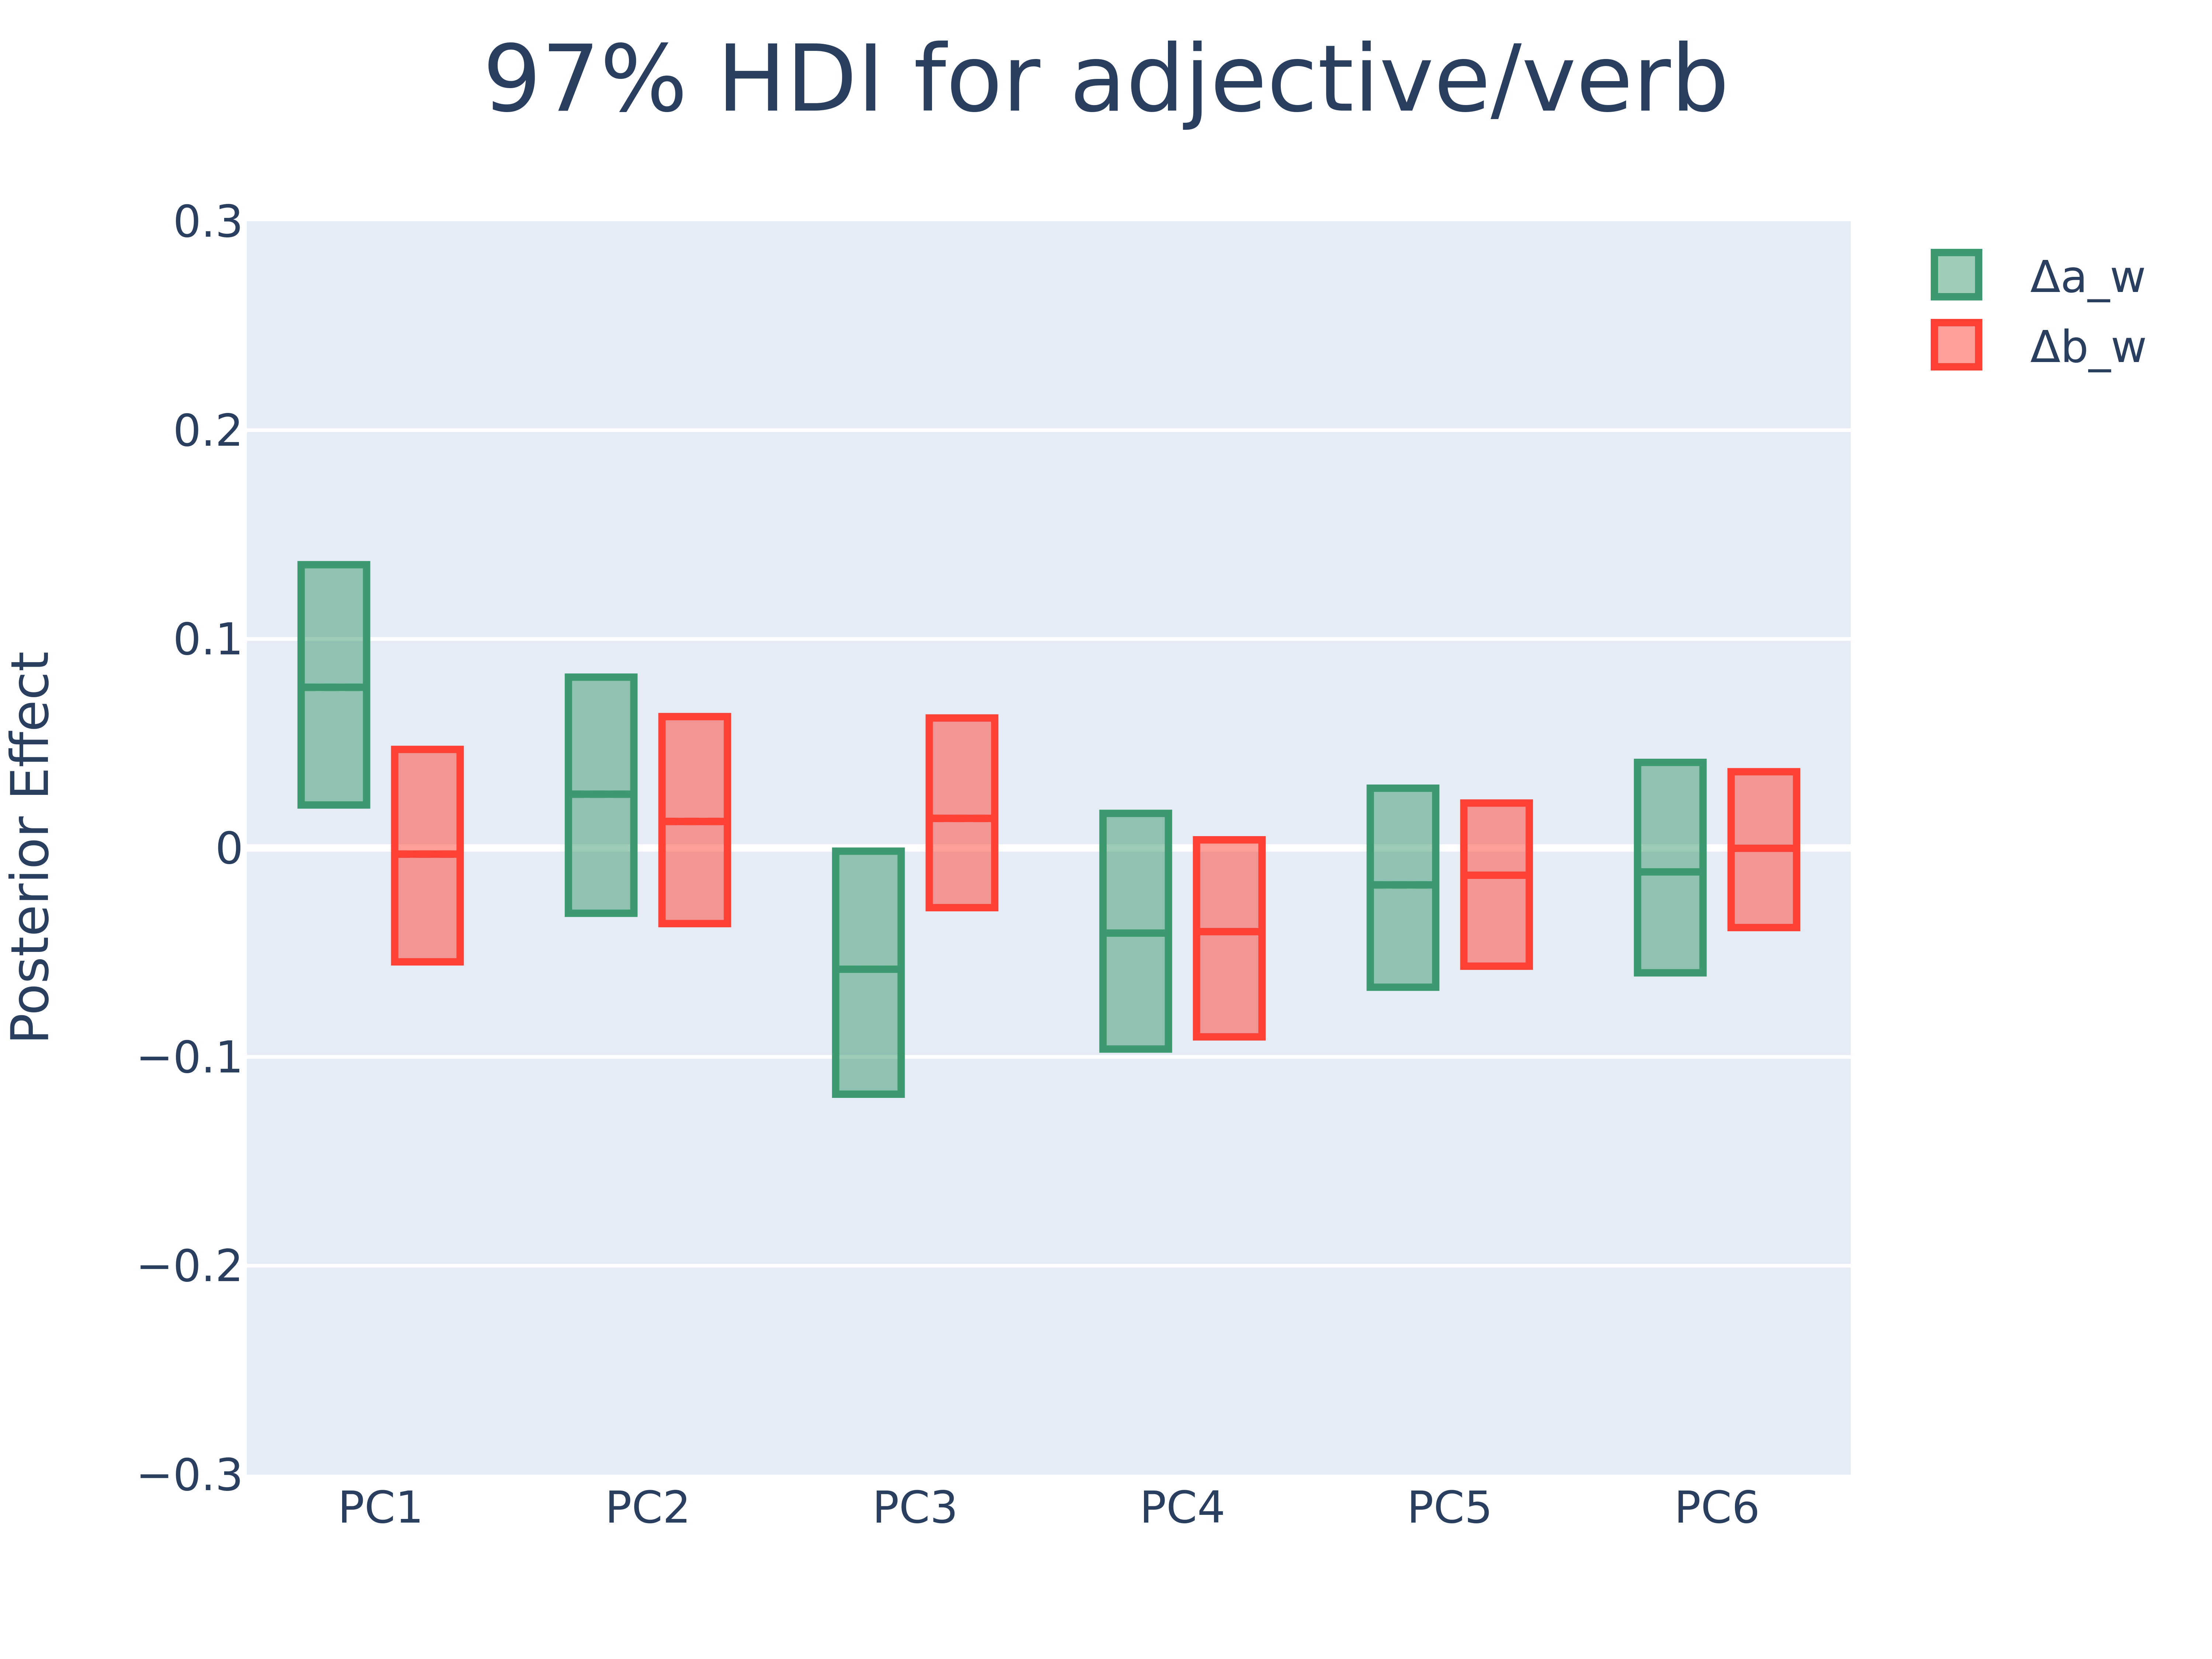 97% HDI for adjective/verb
Δa_w
Δb_w
Posterior Effect
0.3
0.2
0.1
0
−0.1
−0.2
−0.3
PC1 PC2 PC3 PC4 PC5 PC6